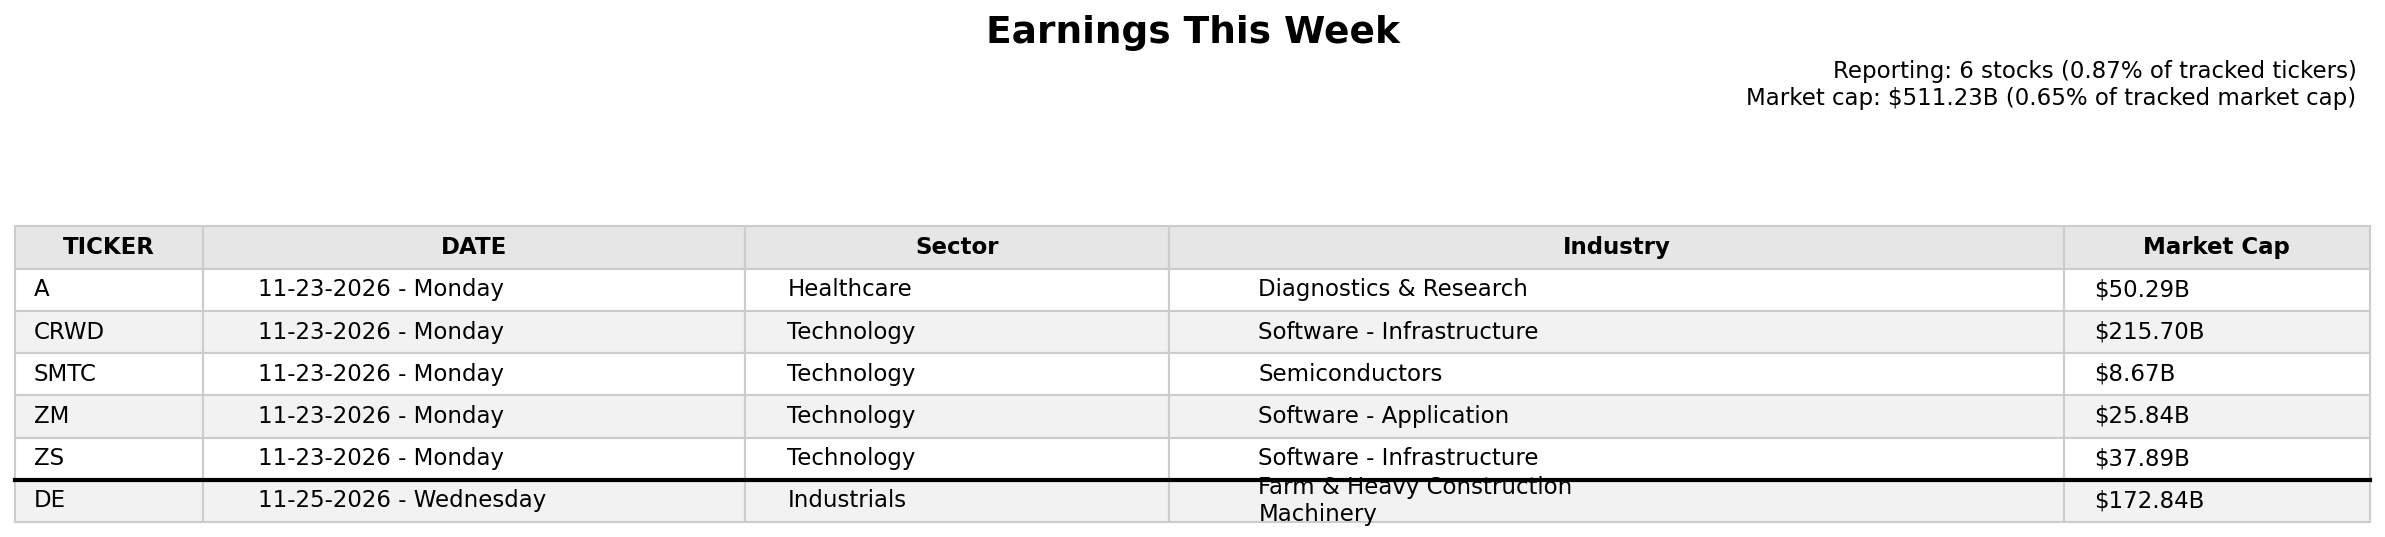 Earnings This Week
Reporting: 6 stocks (0.87% of tracked tickers)
Market cap: $511.23B (0.65% of tracked market cap)
TICKER DATE Sector Industry Market Cap
A 11-23-2026 - Monday Healthcare Diagnostics & Research $50.29B
CRWD 11-23-2026 - Monday Technology Software - Infrastructure $215.70B
SMTC 11-23-2026 - Monday Technology Semiconductors $8.67B
ZM 11-23-2026 - Monday Technology Software - Application $25.84B
ZS 11-23-2026 - Monday Technology Software - Infrastructure $37.89B
DE 11-25-2026 - Wednesday Industrials Farm & Heavy Construction $172.84B
Machinery